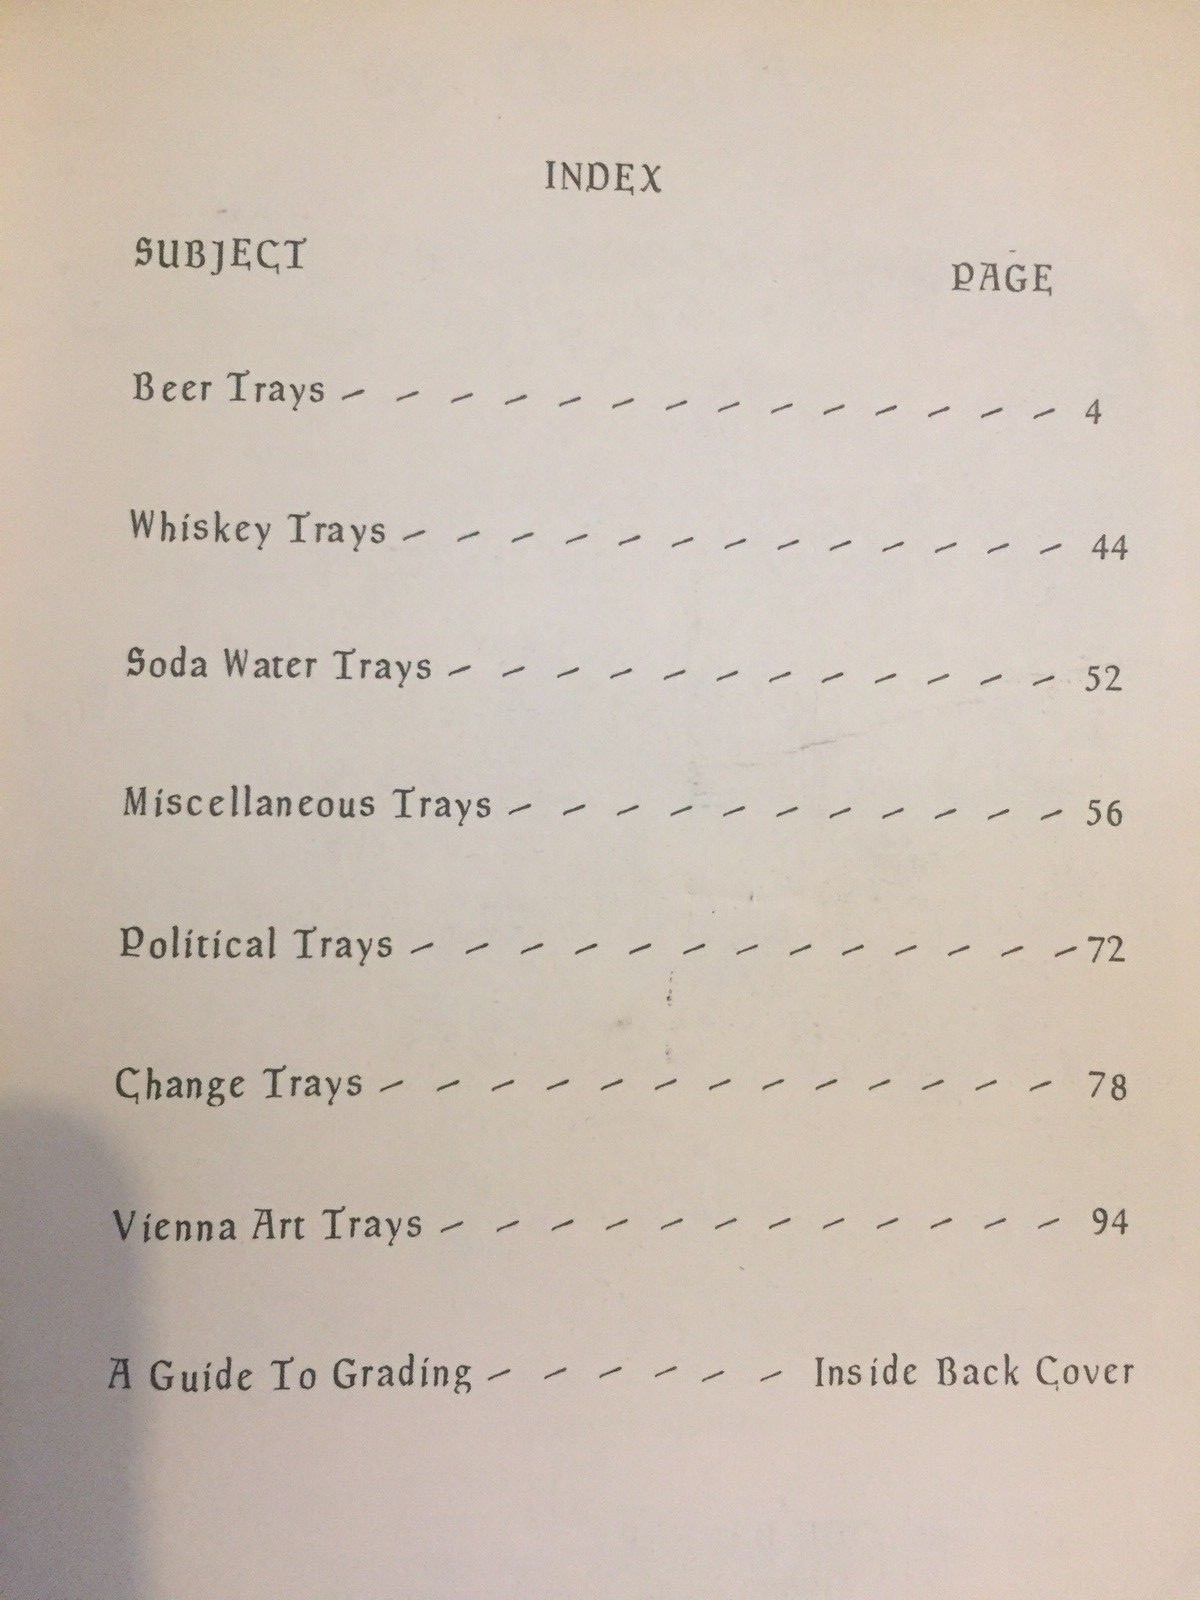 INDEX
SUBJECT PAGE
Beer Trays - - - - - - - - - - - - - - 4
Whiskey Trays - - - - - - - - - - - - - 44
Soda Water Trays - - - - - - - - - - - - 52
Miscellaneous Trays - - - - - - - - - - - 56
Political Trays - - - - - - - - - - - - - 72
Change Trays - - - - - - - - - - - - - 78
Vienna Art Trays - - - - - - - - - - - - 94
A Guide To Grading - - - - - - Inside Back Cover